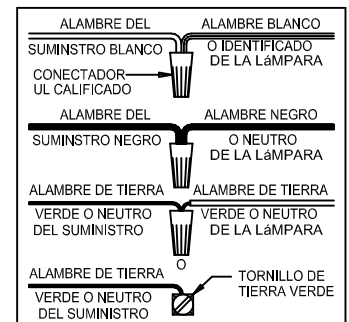 ALAMBRE DEL
SUMINSTRO BLANCO
ALAMBRE BLANCO
O IDENTIFICADO
DE LA LáMPARA
CONECTADOR
UL CALIFICADO
ALAMBRE DEL
SUMINSTRO NEGRO
ALAMBRE NEGRO
O NEUTRO
DE LA LáMPARA
ALAMBRE DE TIERRA
VERDE O NEUTRO
DEL SUMINISTRO
ALAMBRE DE TIERRA
VERDE O NEUTRO
DE LA LáMPARA
O
ALAMBRE DE TIERRA
VERDE O NEUTRO
DEL SUMINISTRO
TORNILLO DE
TIERRA VERDE